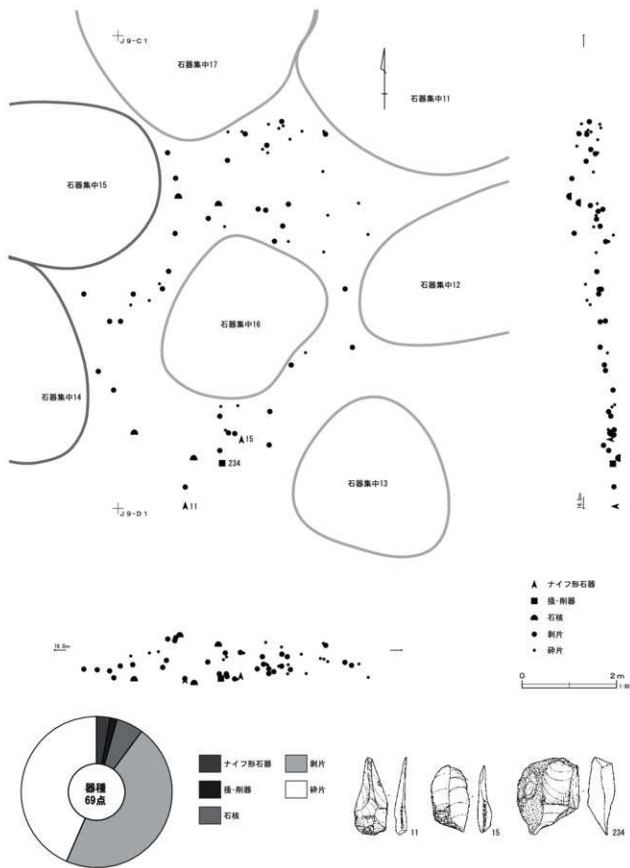 J9-C1
石器集中17
石器集中11
石器集中15
石器集中12
石器集中16
石器集中14
15
234
石器集中13
11
J9-D1
16.0m
ナイフ形石器
掻・削器
石核
剥片
砕片
16.0m
0 2m
器種
69点
ナイフ形石器
剥片
掻・削器
砕片
石核
11
15
234